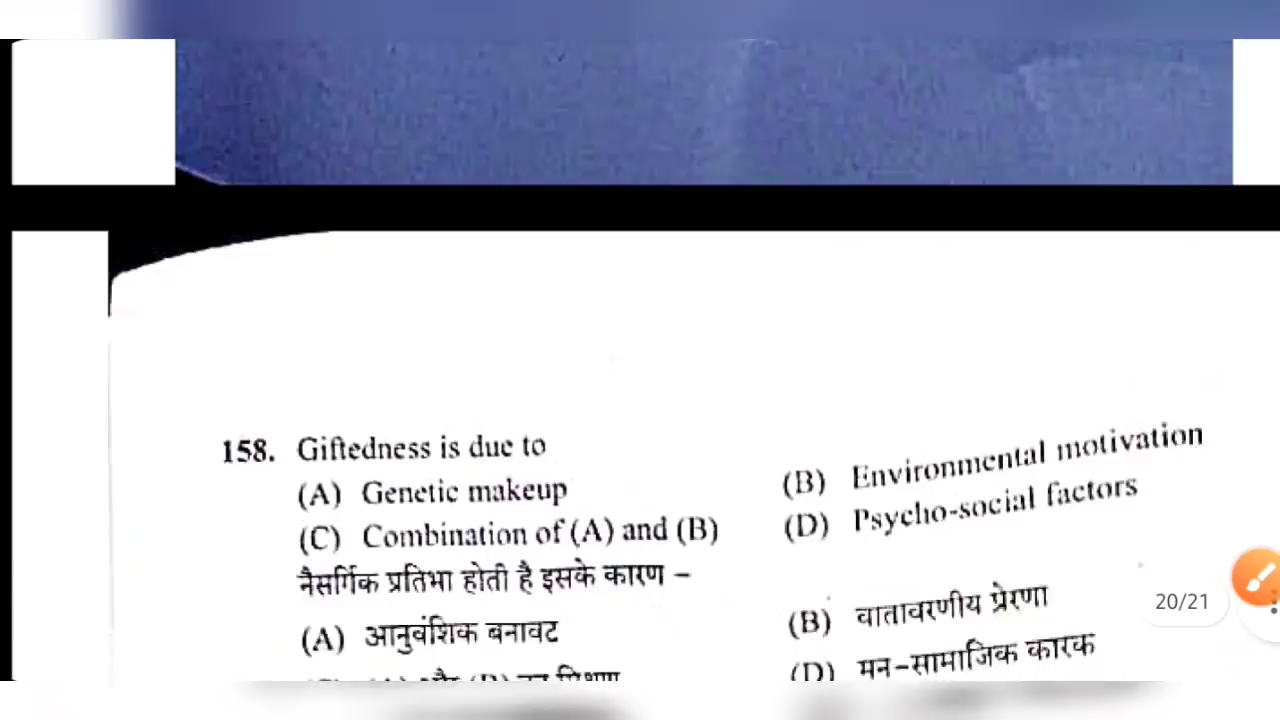 158. Giftedness is due to
(A) Genetic makeup (B) Environmental motivation
(C) Combination of (A) and (B) (D) Psycho-social factors
नैसर्गिक प्रतिभा होती है इसके कारण –
(A) आनुवंशिक बनावट (B) वातावरणीय प्रेरणा
(D) मन-सामाजिक कारक
20/21